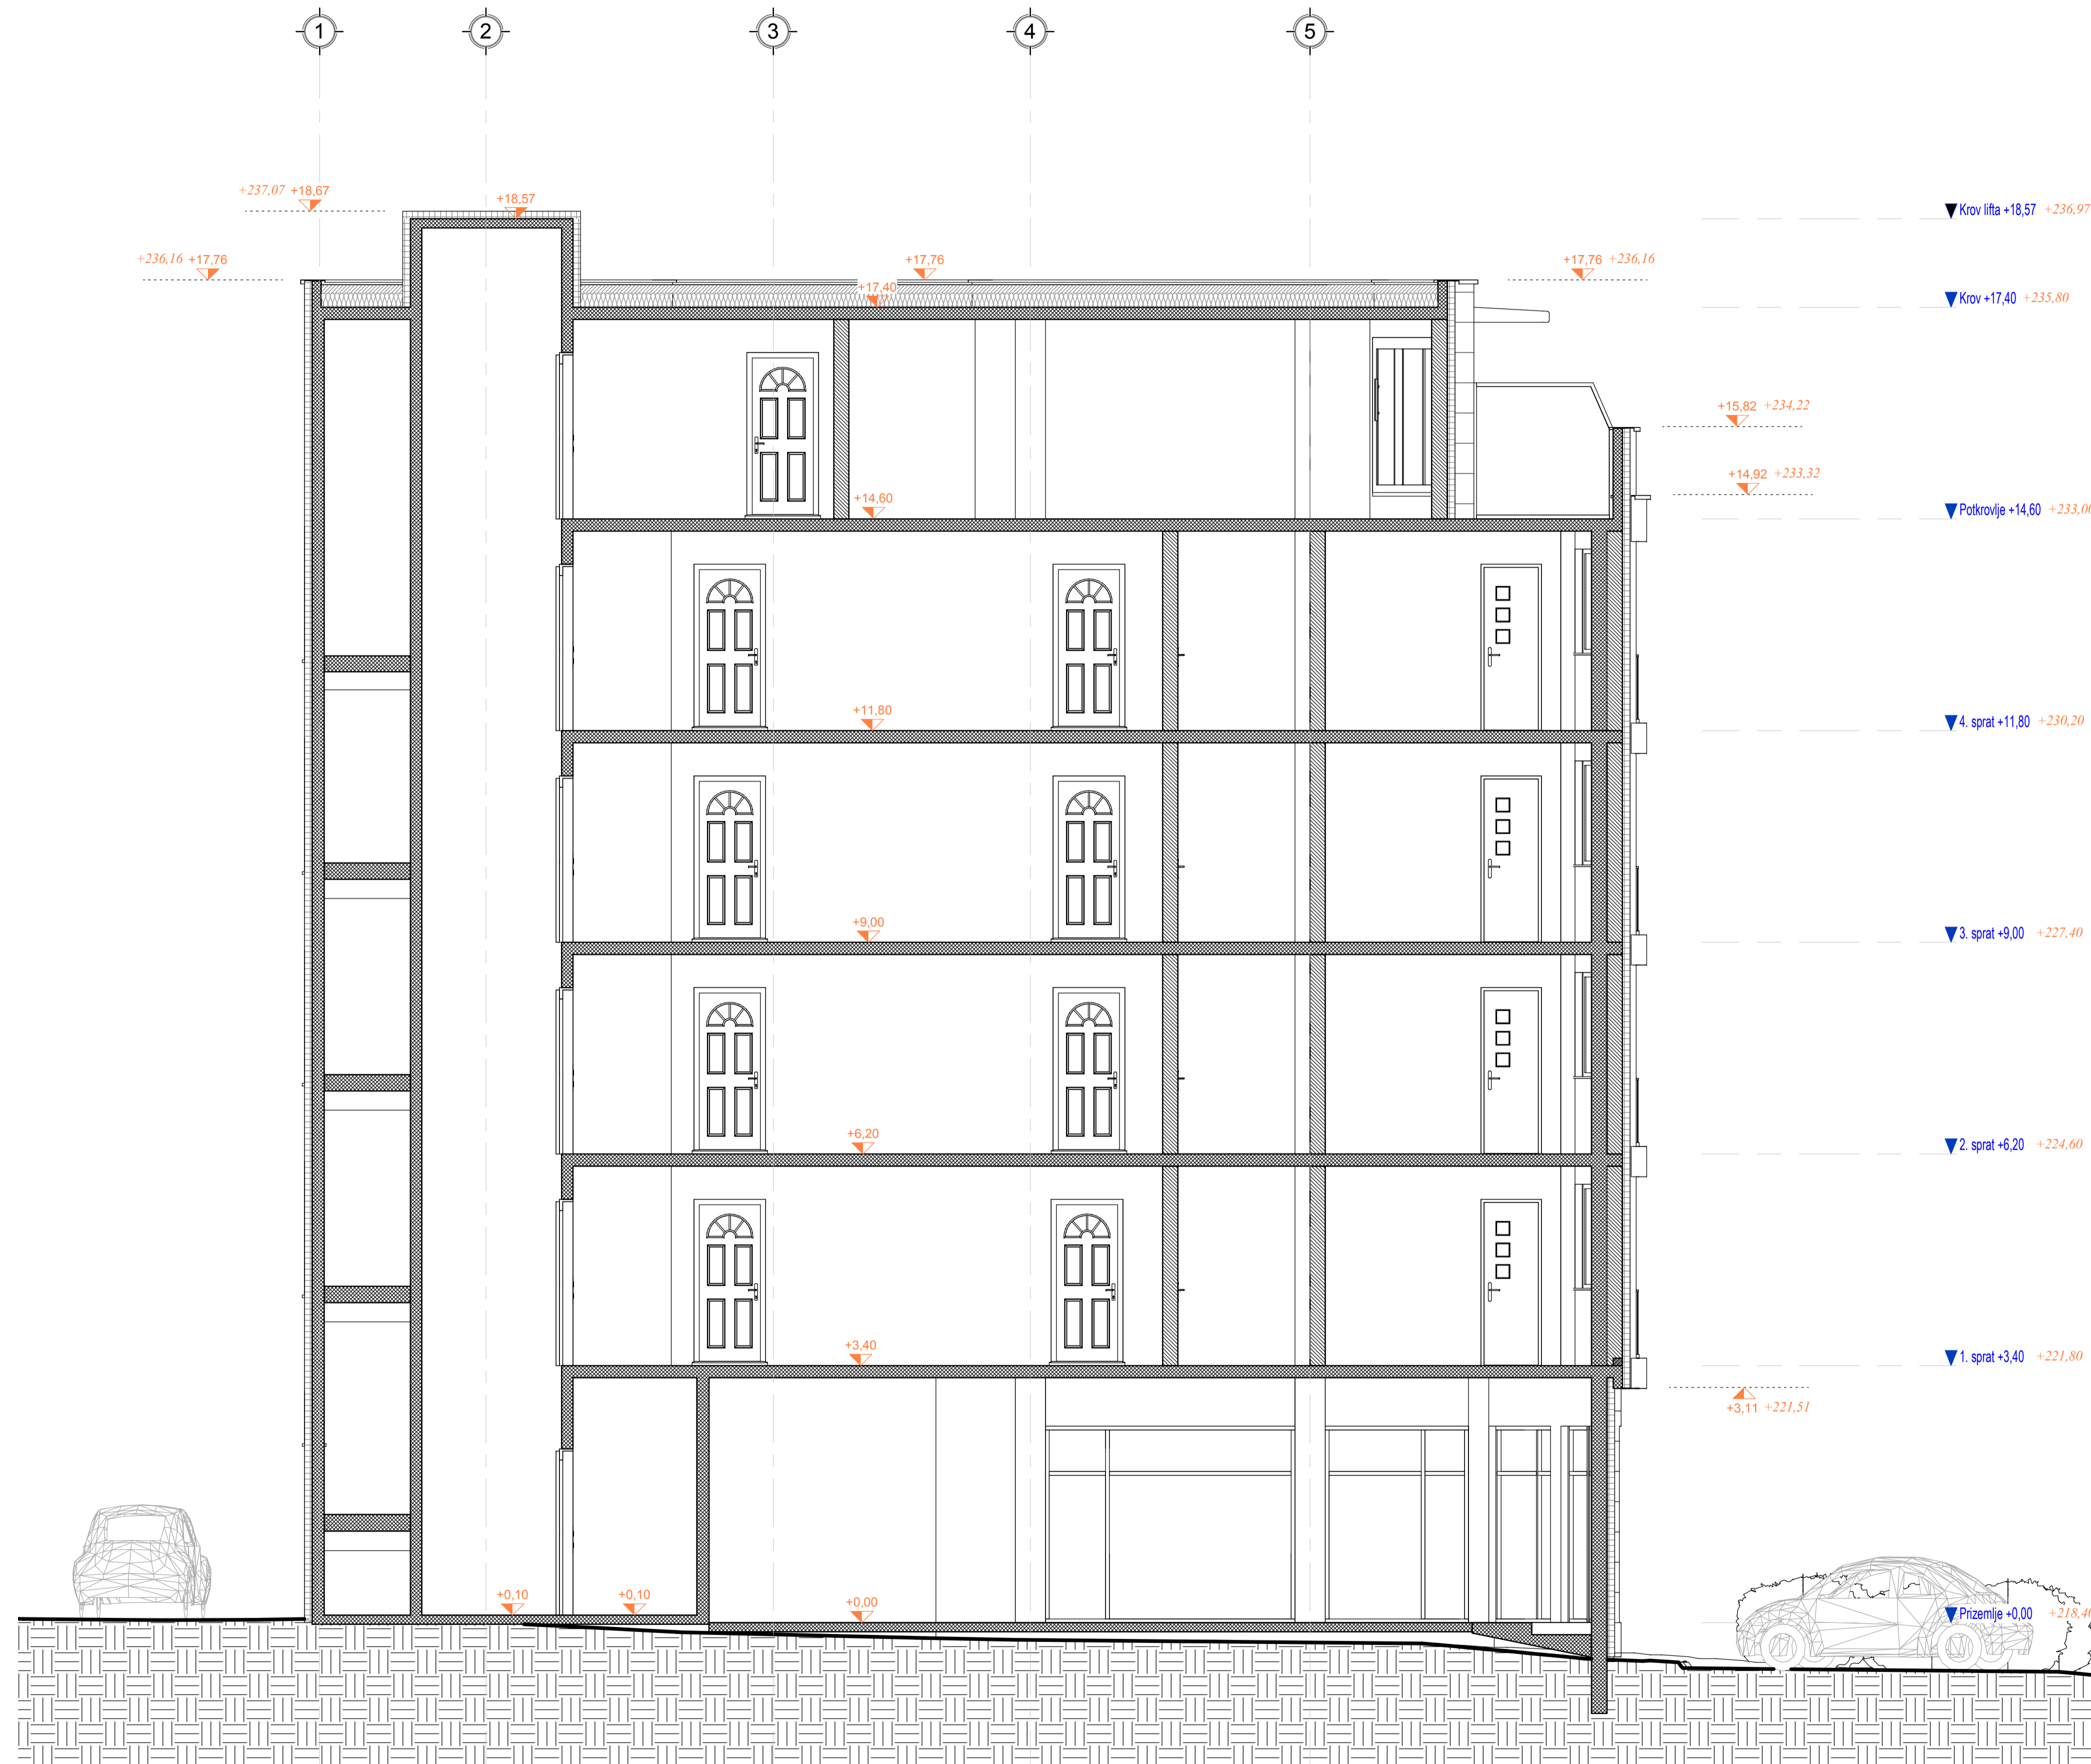 1
2
3
4
5
+237,07 +18,67
+18,57
Krov lifta +18,57 +236,97
+236,16 +17,76
+17,76
+17,76 +236,16
+17,40
Krov +17,40 +235,80
+15,82 +234,22
+14,92 +233,32
+14,60
Potkrovlje +14,60 +233,00
+11,80
4. sprat +11,80 +230,20
+9,00
3. sprat +9,00 +227,40
+6,20
2. sprat +6,20 +224,60
+3,40
1. sprat +3,40 +221,80
+3,11 +221,51
+0,10
+0,10
+0,00
Prizemlje +0,00 +218,40